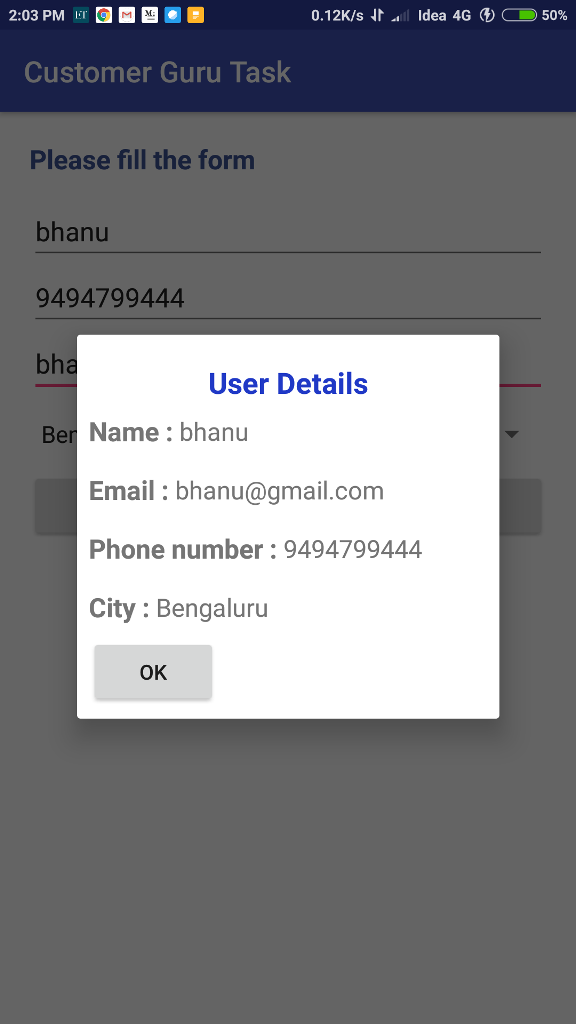 2:03 PM ET M: 0.12K/s Idea 4G 50%
Customer Guru Task
Please fill the form
bhanu
9494799444
bha
Ben
User Details
Name : bhanu
Email : bhanu@gmail.com
Phone number : 9494799444
City : Bengaluru
OK